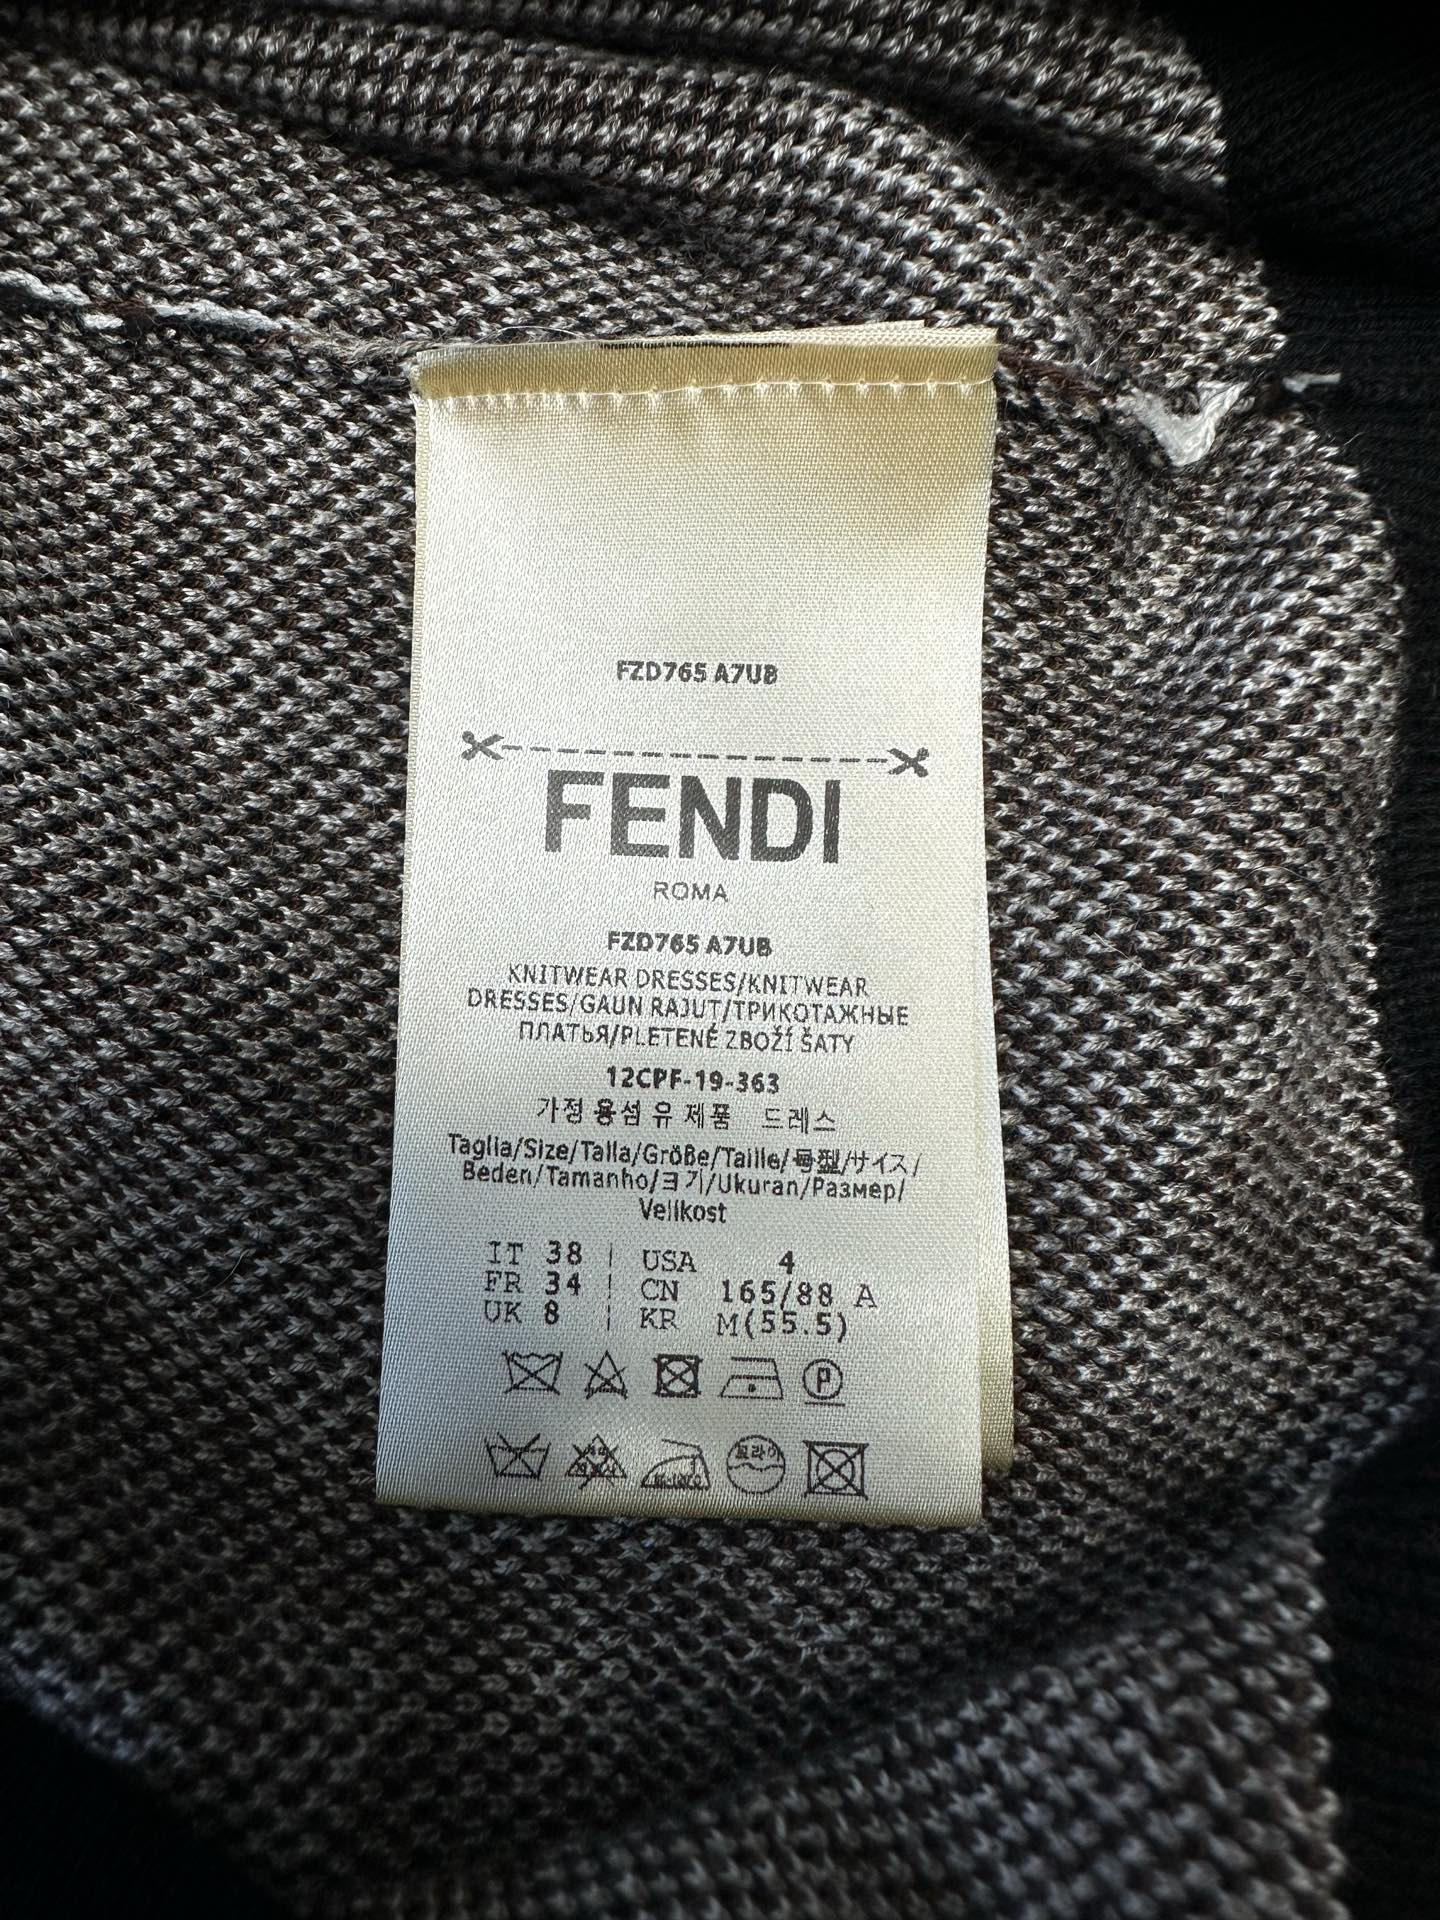 FZD765 A7UB
FENDI
ROMA
FZD765 A7UB
KNITWEAR DRESSES/KNITWEAR
DRESSES/GAUN RAJUT/ТРИКОТАЖНЫЕ
ПЛАТЬЯ/PLETENÉ ZBOŽÍ ŠATY
12CPF-19-363
가정 용섬 유 제품 드레스
Taglia/Size/Talla/Größe/Taille/号型/サイズ/
Beden/Tamanho/크기/Ukuran/Размер/
Velikost
IT 38 | USA 4
FR 34 | CN 165/88 A
UK 8 | KR M(55.5)
P
드라이